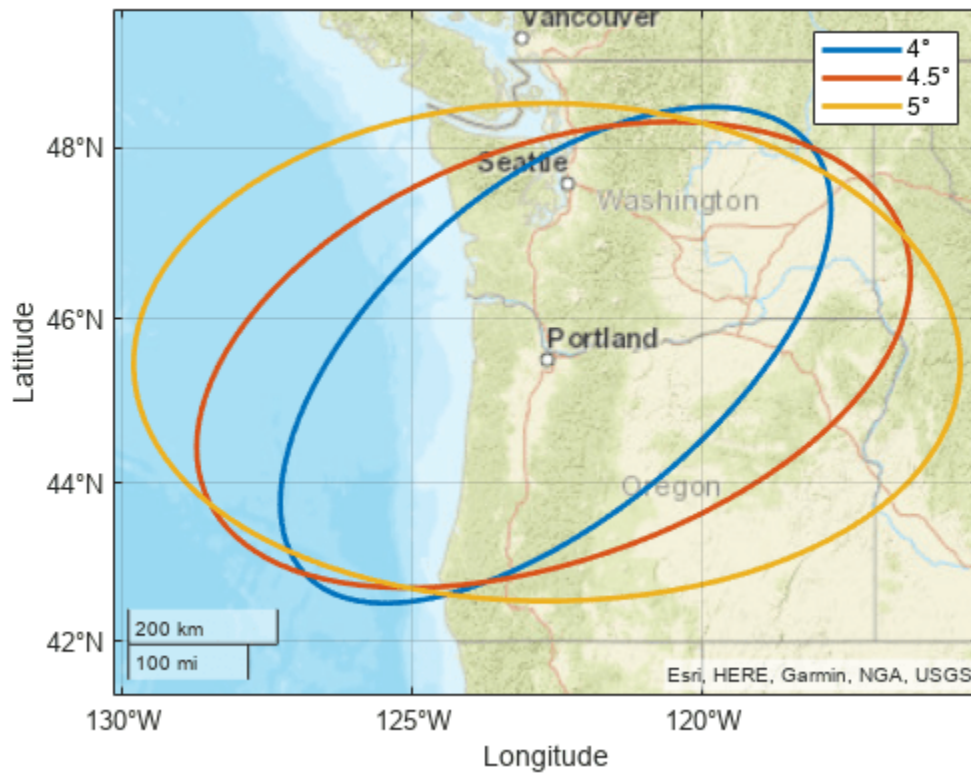 Vancouver
4°
4.5°
5°
48°N
Seattle
Washington
46°N
Portland
Latitude
44°N
Oregon
200 km
100 mi
42°N
Esri, HERE, Garmin, NGA, USGS
130°W
125°W
120°W
Longitude